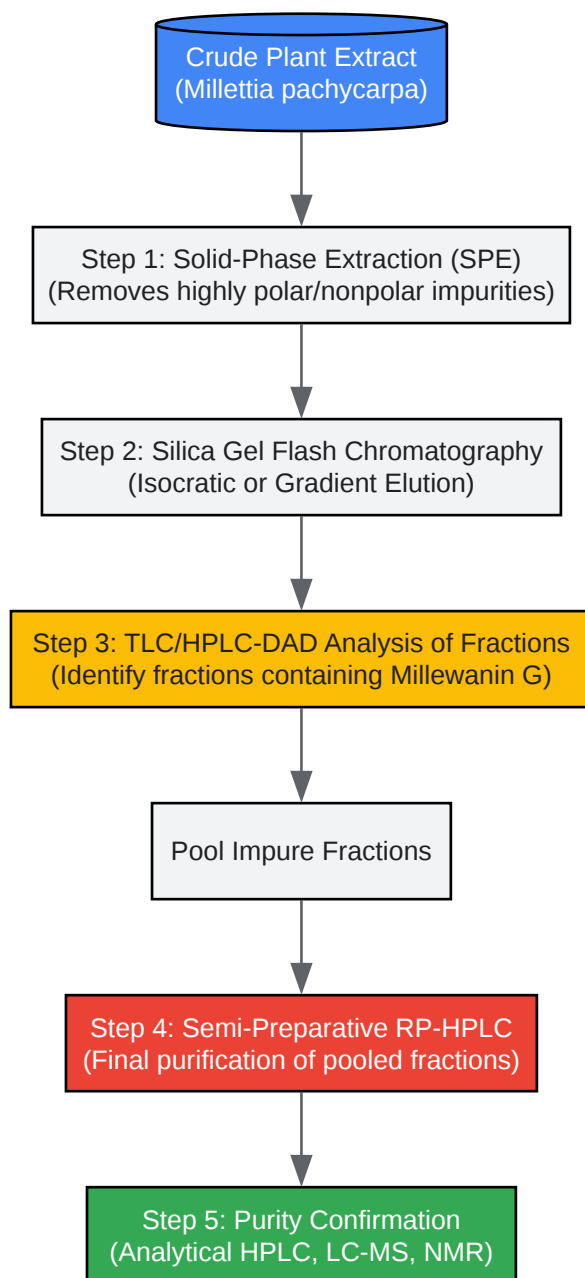 Crude Plant Extract
(Millettia pachycarpa)
Step 1: Solid-Phase Extraction (SPE)
(Removes highly polar/nonpolar impurities)
Step 2: Silica Gel Flash Chromatography
(Isocratic or Gradient Elution)
Step 3: TLC/HPLC-DAD Analysis of Fractions
(Identify fractions containing Millewanin G)
Pool Impure Fractions
Step 4: Semi-Preparative RP-HPLC
(Final purification of pooled fractions)
Step 5: Purity Confirmation
(Analytical HPLC, LC-MS, NMR)